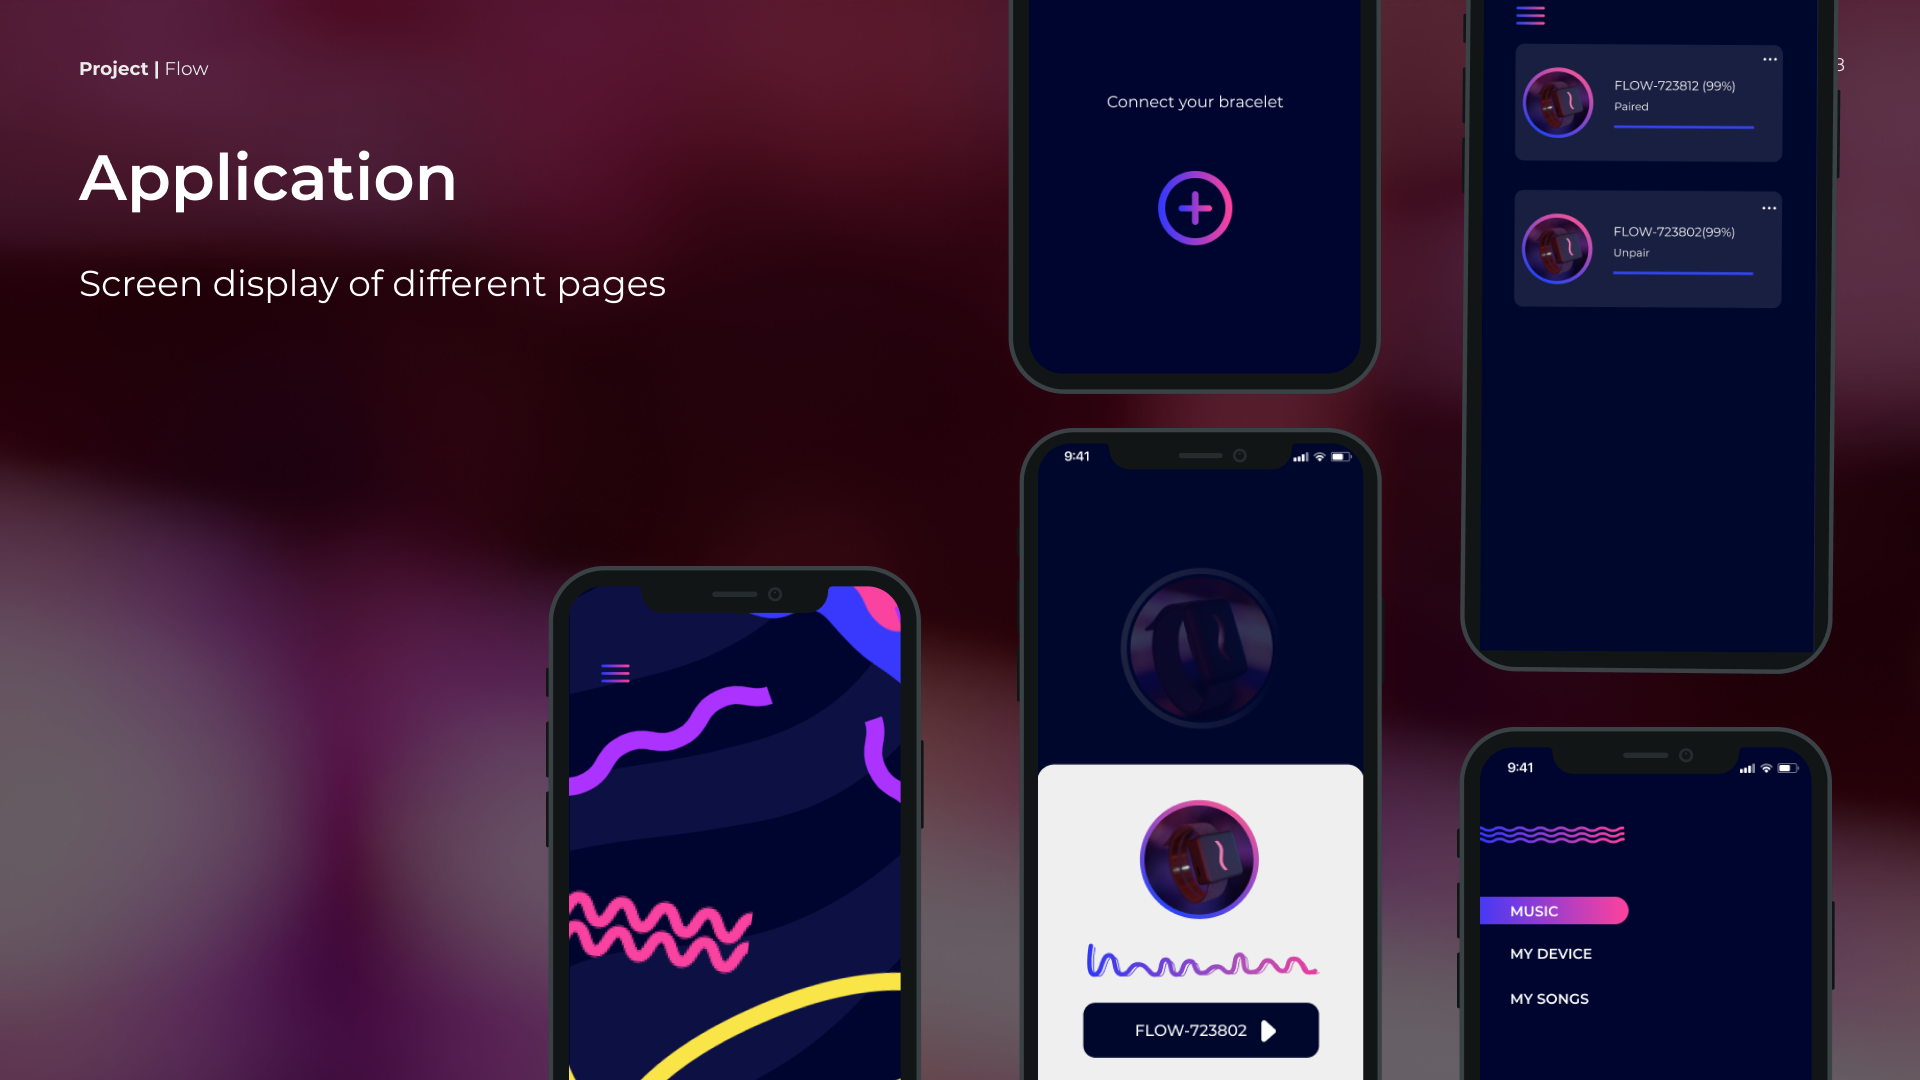 Project | Flow
Application
Screen display of different pages
Connect your bracelet
FLOW-723812 (99%)
Paired
FLOW-723802(99%)
Unpair
9:41
FLOW-723802
9:41
MUSIC
MY DEVICE
MY SONGS